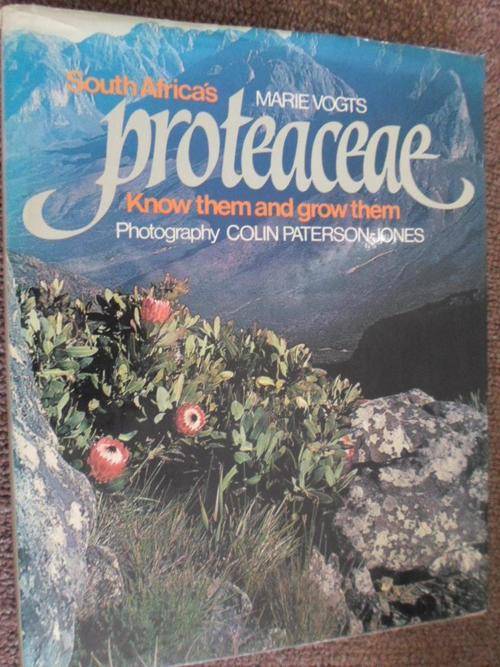 South Africa's
MARIE VOGTS
proteaceae
Know them and grow them
Photography COLIN PATERSON-JONES